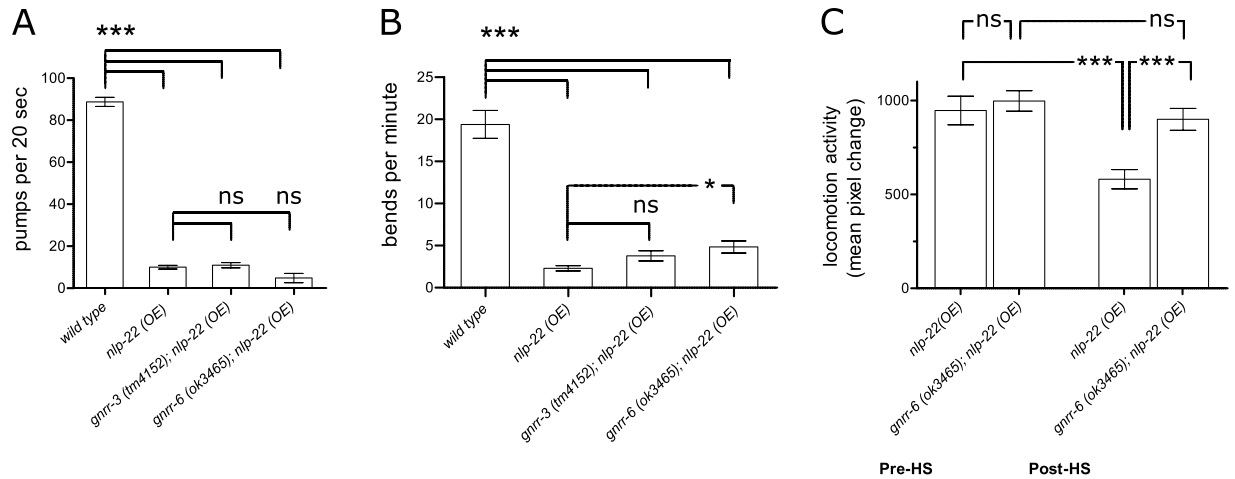 A
***
pumps per 20 sec
100
80
60
40
20
0
ns
ns
wild type
nlp-22 (OE)
gnrr-3 (tm4152); nlp-22 (OE)
gnrr-6 (ok3465); nlp-22 (OE)
B
***
bends per minute
25
20
15
10
5
0
*
ns
wild type
nlp-22 (OE)
gnrr-3 (tm4152); nlp-22 (OE)
gnrr-6 (ok3465); nlp-22 (OE)
C
ns
ns
***
***
locomotion activity
(mean pixel change)
1000
500
0
nlp-22(OE)
gnrr-6 (ok3465); nlp-22 (OE)
nlp-22 (OE)
gnrr-6 (ok3465); nlp-22 (OE)
Pre-HS
Post-HS